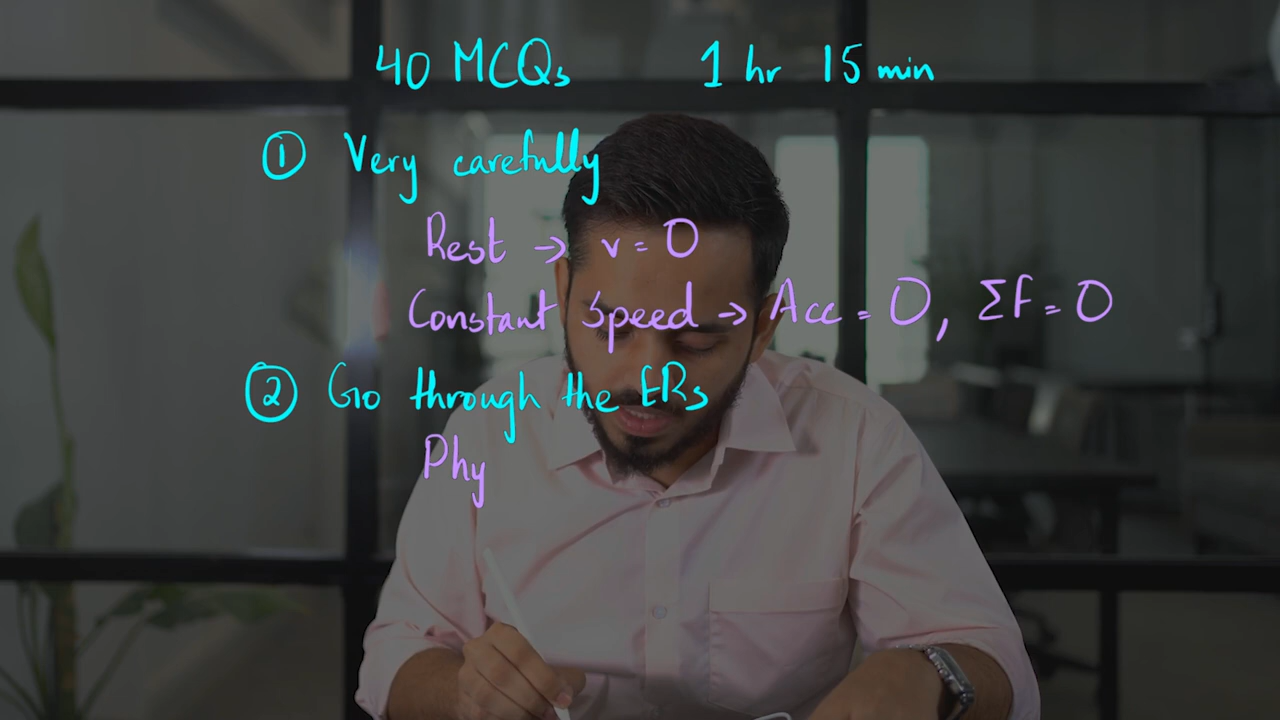 40 MCQs 1 hr 15 min
① Very carefully
Rest → v = 0
Constant Speed → Acc = 0, ΣF = 0
② Go through the ERs
Phy